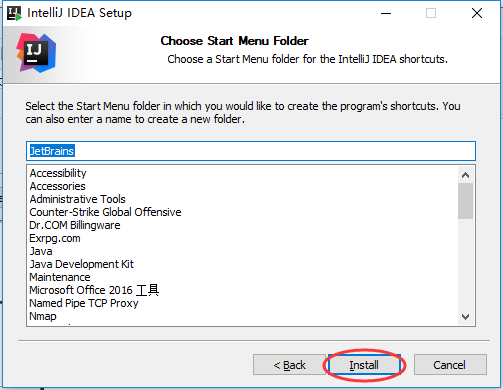 IntelliJ IDEA Setup
IJ
Choose Start Menu Folder
Choose a Start Menu folder for the IntelliJ IDEA shortcuts.
Select the Start Menu folder in which you would like to create the program's shortcuts. You
can also enter a name to create a new folder.
JetBrains
Accessibility
Accessories
Administrative Tools
Counter-Strike Global Offensive
Dr.COM Billingware
Exrpg.com
Java
Java Development Kit
Maintenance
Microsoft Office 2016 工具
Named Pipe TCP Proxy
Nmap
< Back
Install
Cancel